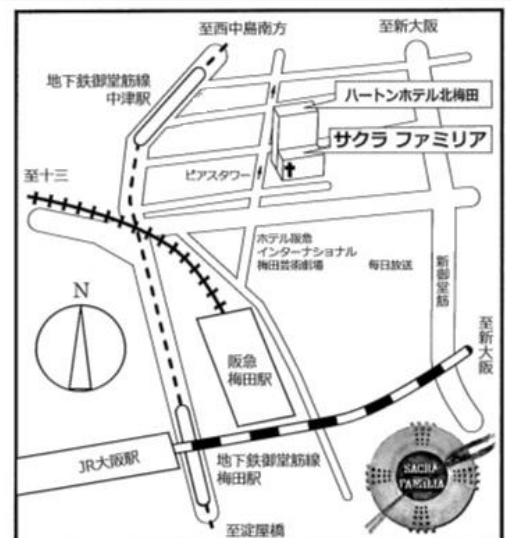 至西中島南方
至新大阪
地下鉄御堂筋線
中津駅
ハートンホテル北梅田
サクラ ファミリア
至十三
ピアスタワー
ホテル阪急
インターナショナル
梅田芸術劇場
毎日放送
新御堂筋
N
至新大阪
阪急
梅田駅
JR大阪駅
地下鉄御堂筋線
梅田駅
至淀屋橋
SACRA
FAMILIA